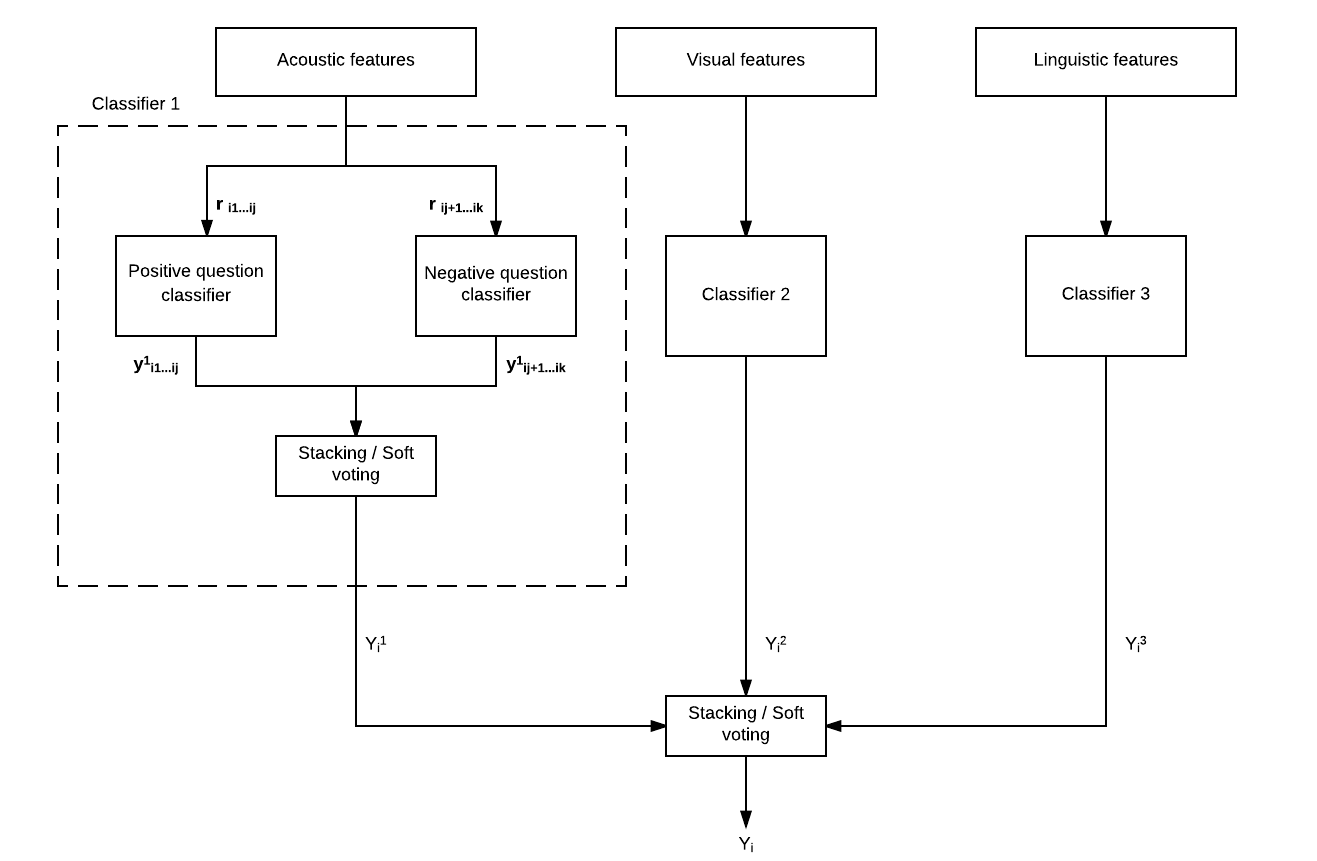 Acoustic features
Visual features
Linguistic features
Classifier 1
r i1...ij
r ij+1...ik
Positive question
classifier
Negative question
classifier
Classifier 2
Classifier 3
y¹i1...ij
y¹ij+1...ik
Stacking / Soft
voting
Yi¹
Yi²
Yi³
Stacking / Soft
voting
Yi